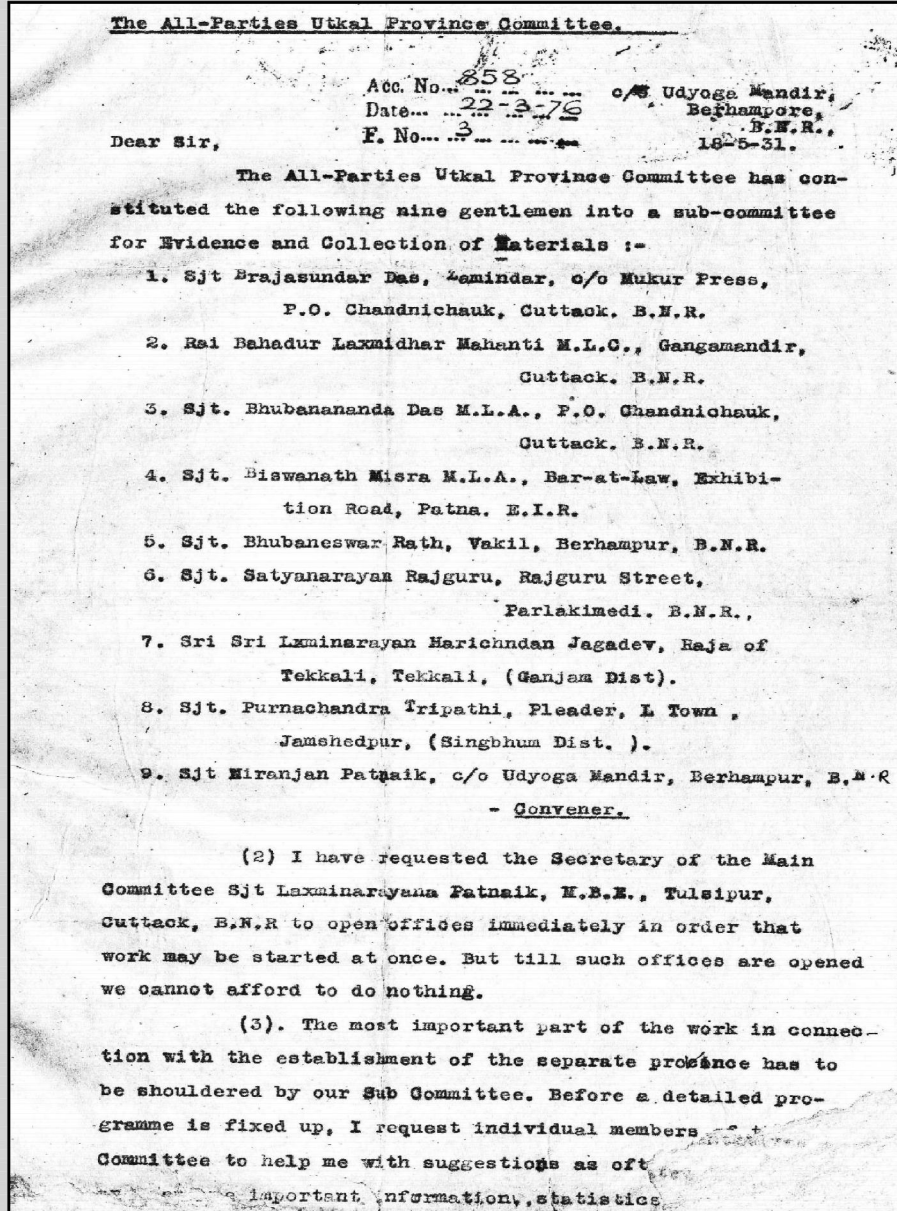 The All-Parties Utkal Province Committee.
Acc. No... 858 ... ... ... ...
Date... ... 22-3-76
F. No... 3 ... ... ... ...
c/o Udyoga Mandir,
Berhampore,
B.N.R.,
18-5-31.
Dear Sir,
The All-Parties Utkal Province Committee has con-
stituted the following nine gentlemen into a sub-committee
for Evidence and Collection of Materials :-
1. Sjt Brajasundar Das, Zamindar, c/o Mukur Press,
P.O. Chandnichauk, Cuttack. B.N.R.
2. Rai Bahadur Laxmidhar Mahanti M.L.C., Gangamandir,
Cuttack. B.N.R.
3. Sjt. Bhubanananda Das M.L.A., P.O. Chandnichauk,
Cuttack. B.N.R.
4. Sjt. Biswanath Misra M.L.A., Bar-at-Law, Exhibi-
tion Road, Patna. E.I.R.
5. Sjt. Bhubaneswar Rath, Vakil, Berhampur, B.N.R.
6. Sjt. Satyanarayan Rajguru, Rajguru Street,
Parlakimedi. B.N.R.,
7. Sri Sri Lxminarayan Harichndan Jagadev, Raja of
Tekkali, Tekkali, (Ganjam Dist).
8. Sjt. Purnachandra Tripathi, Pleader, L Town ,
Jamshedpur, (Singbhum Dist. ).
9. Sjt Niranjan Patnaik, c/o Udyoga Mandir, Berhampur, B.N.R
- Convener.
(2) I have requested the Secretary of the Main
Committee Sjt Laxminarayana Patnaik, M.B.E., Tulsipur,
Cuttack, B.N.R to open offices immediately in order that
work may be started at once. But till such offices are opened
we cannot afford to do nothing.
(3). The most important part of the work in connec-
tion with the establishment of the separate province has to
be shouldered by our Sub Committee. Before a detailed pro-
gramme is fixed up, I request individual members
Committee to help me with suggestions as
important information, statistics